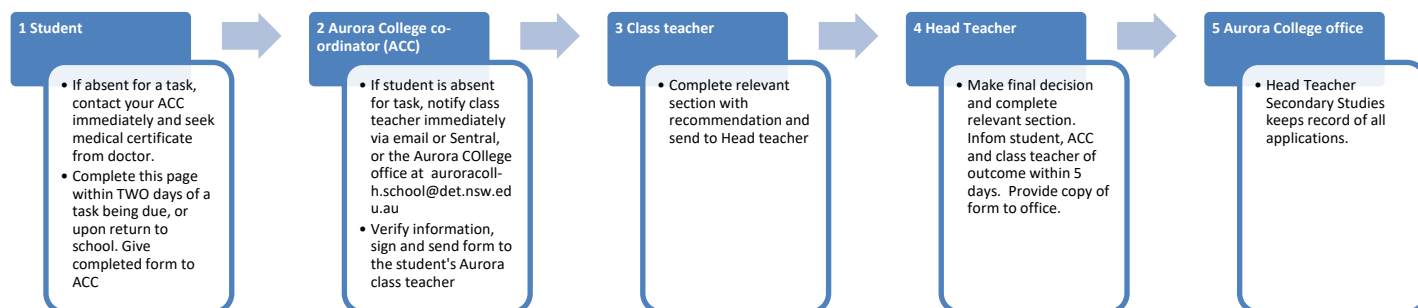 1 Student
• If absent for a task,
contact your ACC
immediately and seek
medical certificate
from doctor.
• Complete this page
within TWO days of a
task being due, or
upon return to
school. Give
completed form to
ACC
2 Aurora College co-
ordinator (ACC)
• If student is absent
for task, notify class
teacher immediately
via email or Sentral,
or the Aurora COllege
office at auroracoll-
h.school@det.nsw.ed
u.au
• Verify information,
sign and send form to
the student's Aurora
class teacher
3 Class teacher
• Complete relevant
section with
recommendation and
send to Head teacher
4 Head Teacher
• Make final decision
and complete
relevant section.
Infom student, ACC
and class teacher of
outcome within 5
days. Provide copy of
form to office.
5 Aurora College office
• Head Teacher
Secondary Studies
keeps record of all
applications.